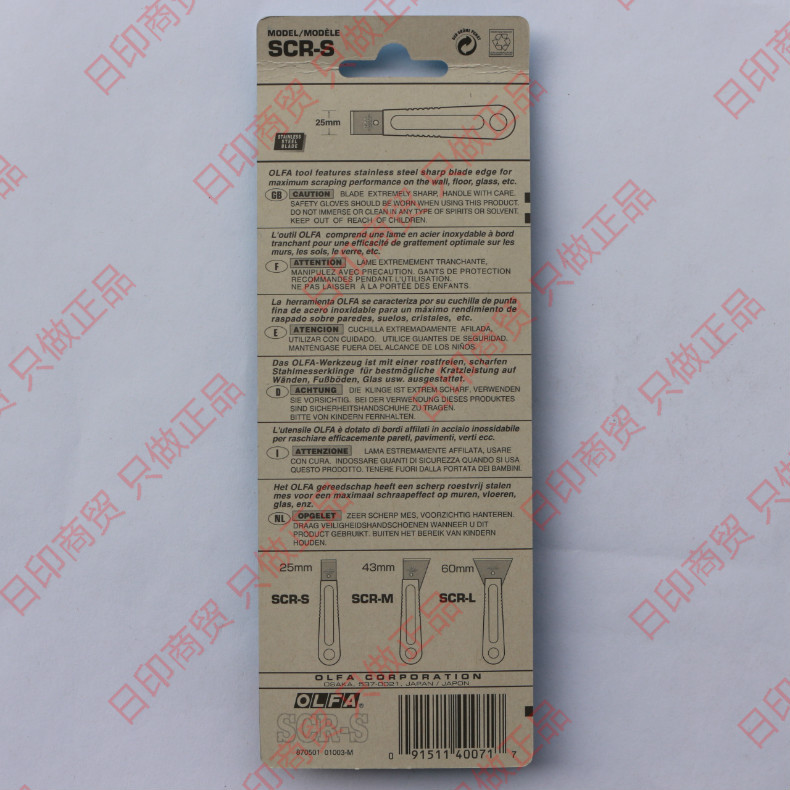 MODEL/MODÈLE
SCR-S
25mm
STAINLESS
STEEL
BLADE
OLFA tool features stainless steel sharp blade edge for
maximum scraping performance on the wall, floor, glass, etc.
GB CAUTION BLADE EXTREMELY SHARP, HANDLE WITH CARE.
SAFETY GLOVES SHOULD BE WORN WHEN USING THIS PRODUCT.
DO NOT IMMERSE OR CLEAN IN ANY TYPE OF SPIRITS OR SOLVENT.
KEEP OUT OF REACH OF CHILDREN.
L'outil OLFA comprend une lame en acier inoxydable à bord
tranchant pour une efficacité de grattement optimale sur les
murs, les sols, le verre, etc.
F ATTENTION LAME EXTREMEMENT TRANCHANTE,
MANIPULEZ AVEC PRECAUTION. GANTS DE PROTECTION
RECOMMANDES PENDANT L'UTILISATION.
NE PAS LAISSER À LA PORTÉE DES ENFANTS.
La herramienta OLFA se caracteriza por su cuchilla de punta
fina de acero inoxidable para un máximo rendimiento de
raspado sobre paredes, suelos, cristales, etc.
E ATENCION CUCHILLA EXTREMADAMENTE AFILADA,
UTILIZAR CON CUIDADO. UTILICE GUANTES DE SEGURIDAD.
MANTENGASE FUERA DEL ALCANCE DE LOS NIÑOS.
Das OLFA-Werkzeug ist mit einer rostfreien, scharfen
Stahlmesserklinge für bestmögliche Kratzleistung auf
Wänden, Fußböden, Glas usw. ausgestattet.
D ACHTUNG DIE KLINGE IST EXTREM SCHARF, VERWENDEN
SIE VORSICHTIG. BEI DER VERWENDUNG DIESES PRODUKTES
SIND SICHERHEITSHANDSCHUHE ZU TRAGEN.
BITTE VON KINDERN FERNHALTEN.
L'utensile OLFA è dotato di bordi affilati in acciaio inossidabile
per raschiare efficacemente pareti, pavimenti, vetri ecc.
I ATTENZIONE LAMA ESTREMAMENTE AFFILATA, USARE
CON CURA. INDOSSARE GUANTI DI SICUREZZA QUANDO SI USA
QUESTO PRODOTTO. TENERE FUORI DALLA PORTATA DEI BAMBINI.
Het OLFA gereedschap heeft een scherp roestvrij stalen
mes voor een maximaal schraapeffect op muren, vloeren,
glas, enz.
NL OPGELET ZEER SCHERP MES, VOORZICHTIG HANTEREN.
DRAAG VEILIGHEIDSHANDSCHOENEN WANNEER U DIT
PRODUCT GEBRUIKT. BUITEN HET BEREIK VAN KINDERN
HOUDEN.
25mm 43mm 60mm
SCR-S SCR-M SCR-L
OLFA CORPORATION
OSAKA, 537-0021, JAPAN / JAPON
OLFA®
SCR-S
870501 01003-M
0 91511 40071 7
日印商贸 只做正品